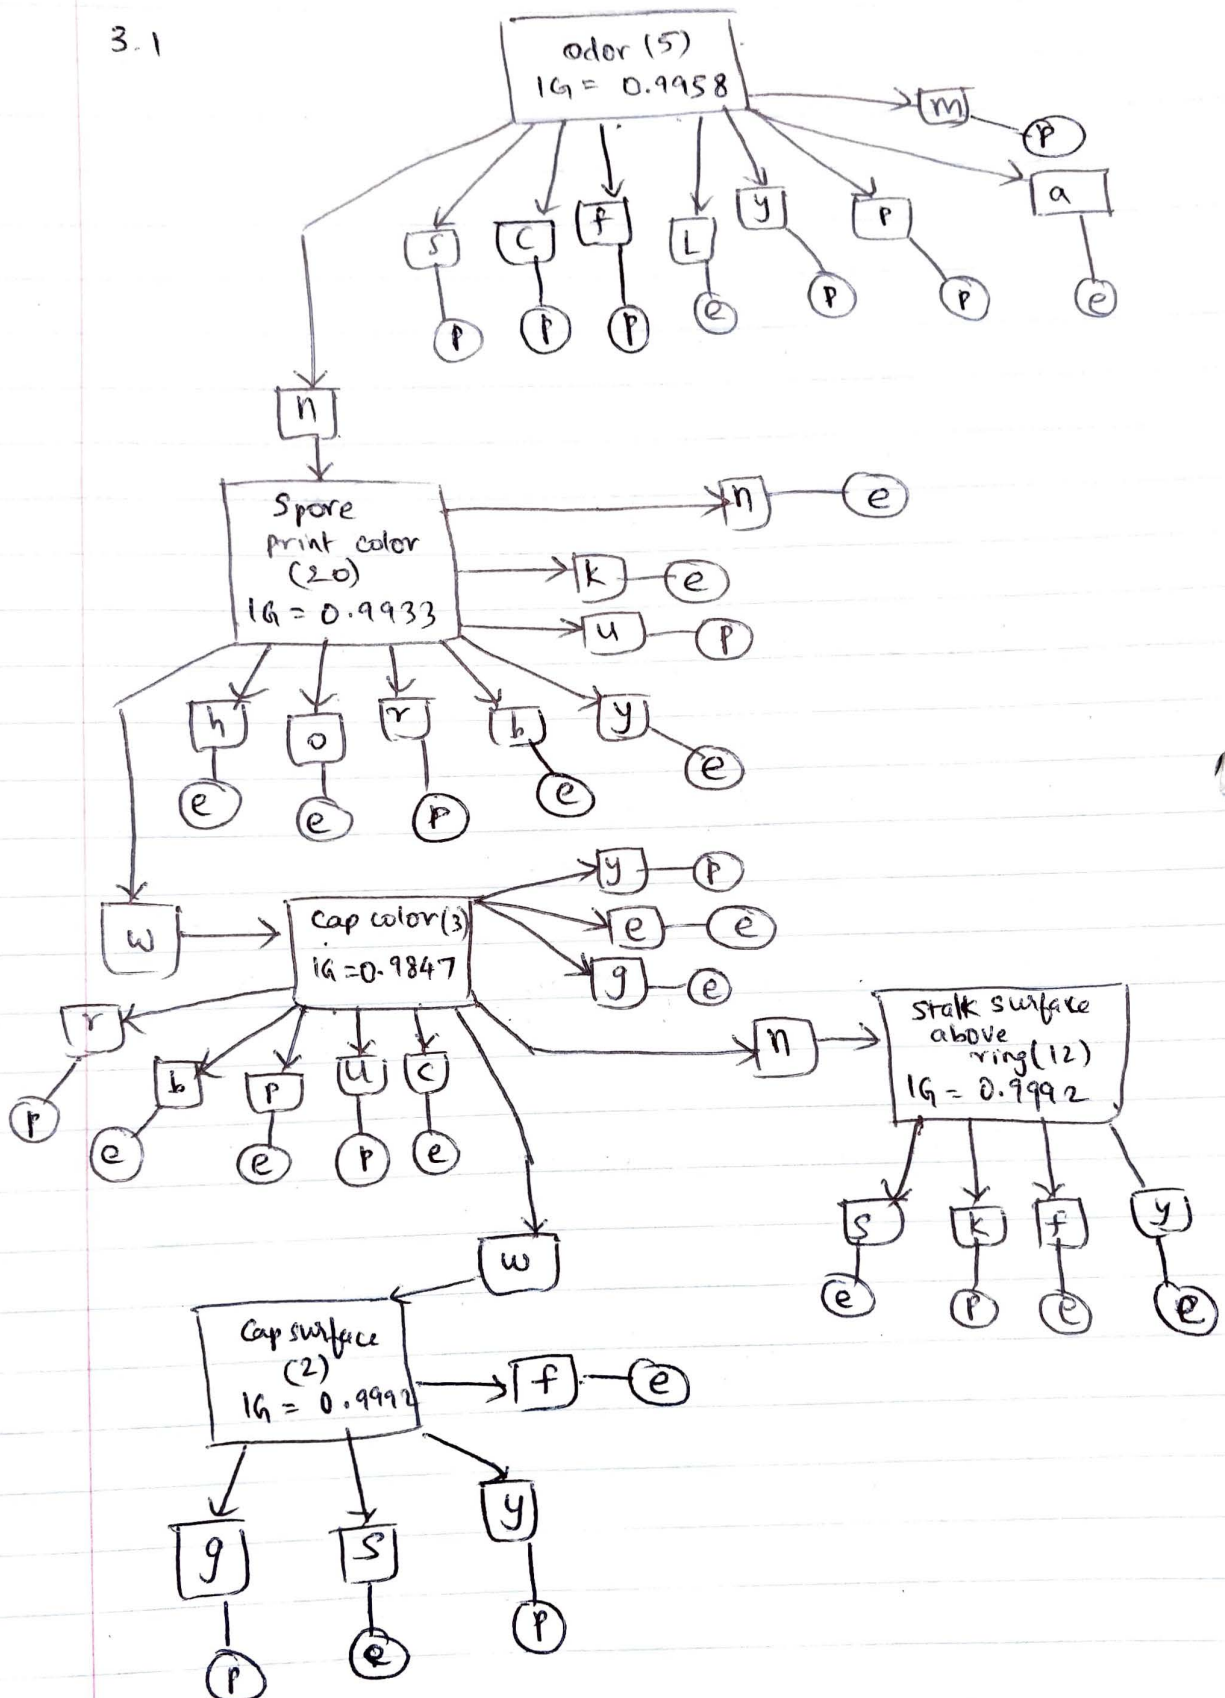 3.1
odor (5)
IG = 0.9958
m
P
a
e
S
P
C
P
f
P
L
e
y
P
P
P
n
Spore
print color
(20)
IG = 0.9933
n
e
k
e
u
P
h
e
o
e
r
P
b
e
y
e
w
Cap color (3)
IG = 0.9847
y
P
e
e
g
e
r
P
b
e
P
e
u
P
C
e
n
Stalk surface
above
ring (12)
IG = 0.9992
S
e
k
P
f
e
y
e
w
Cap surface
(2)
IG = 0.9992
f
e
g
P
S
e
y
P